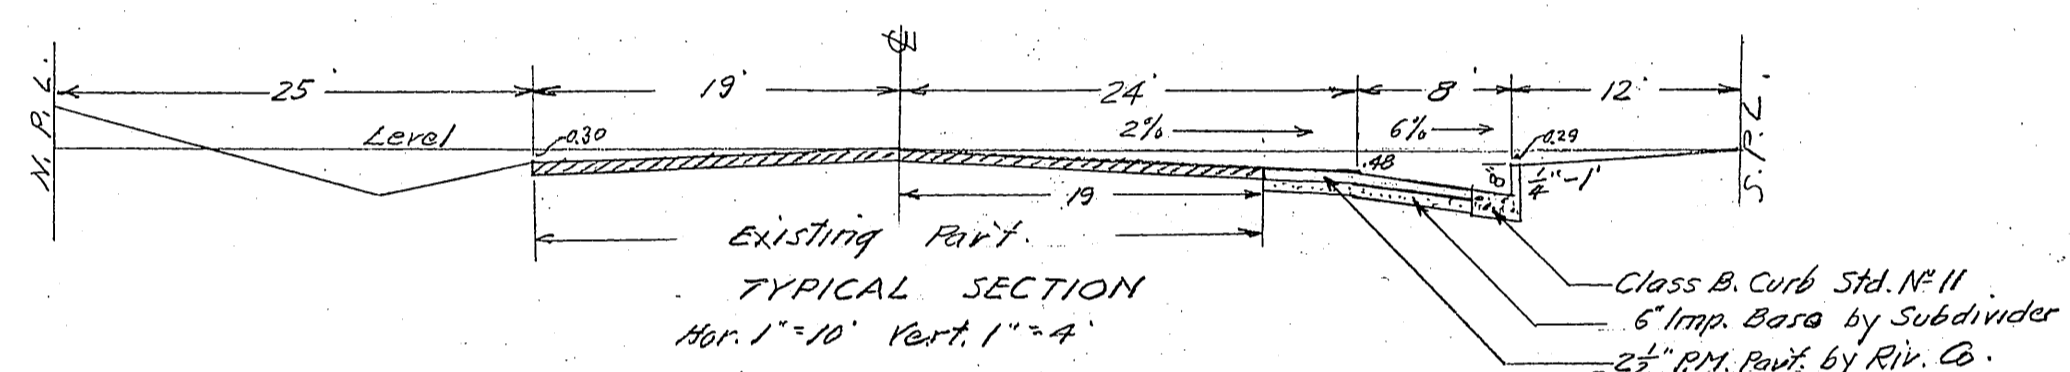 N. P. L.
25'
19'
℄
24'
8'
12'
S. P. L.
Level
-0.30
2%
6%
-0.29
.48
8"
1/4"-1'
19
Existing Pav't.
TYPICAL SECTION
Hor. 1"=10' Vert. 1"=4'
Class B. Curb Std. Nº 11
6" Imp. Base by Subdivider
2 1/2" P.M. Pav't. by Riv. Co.